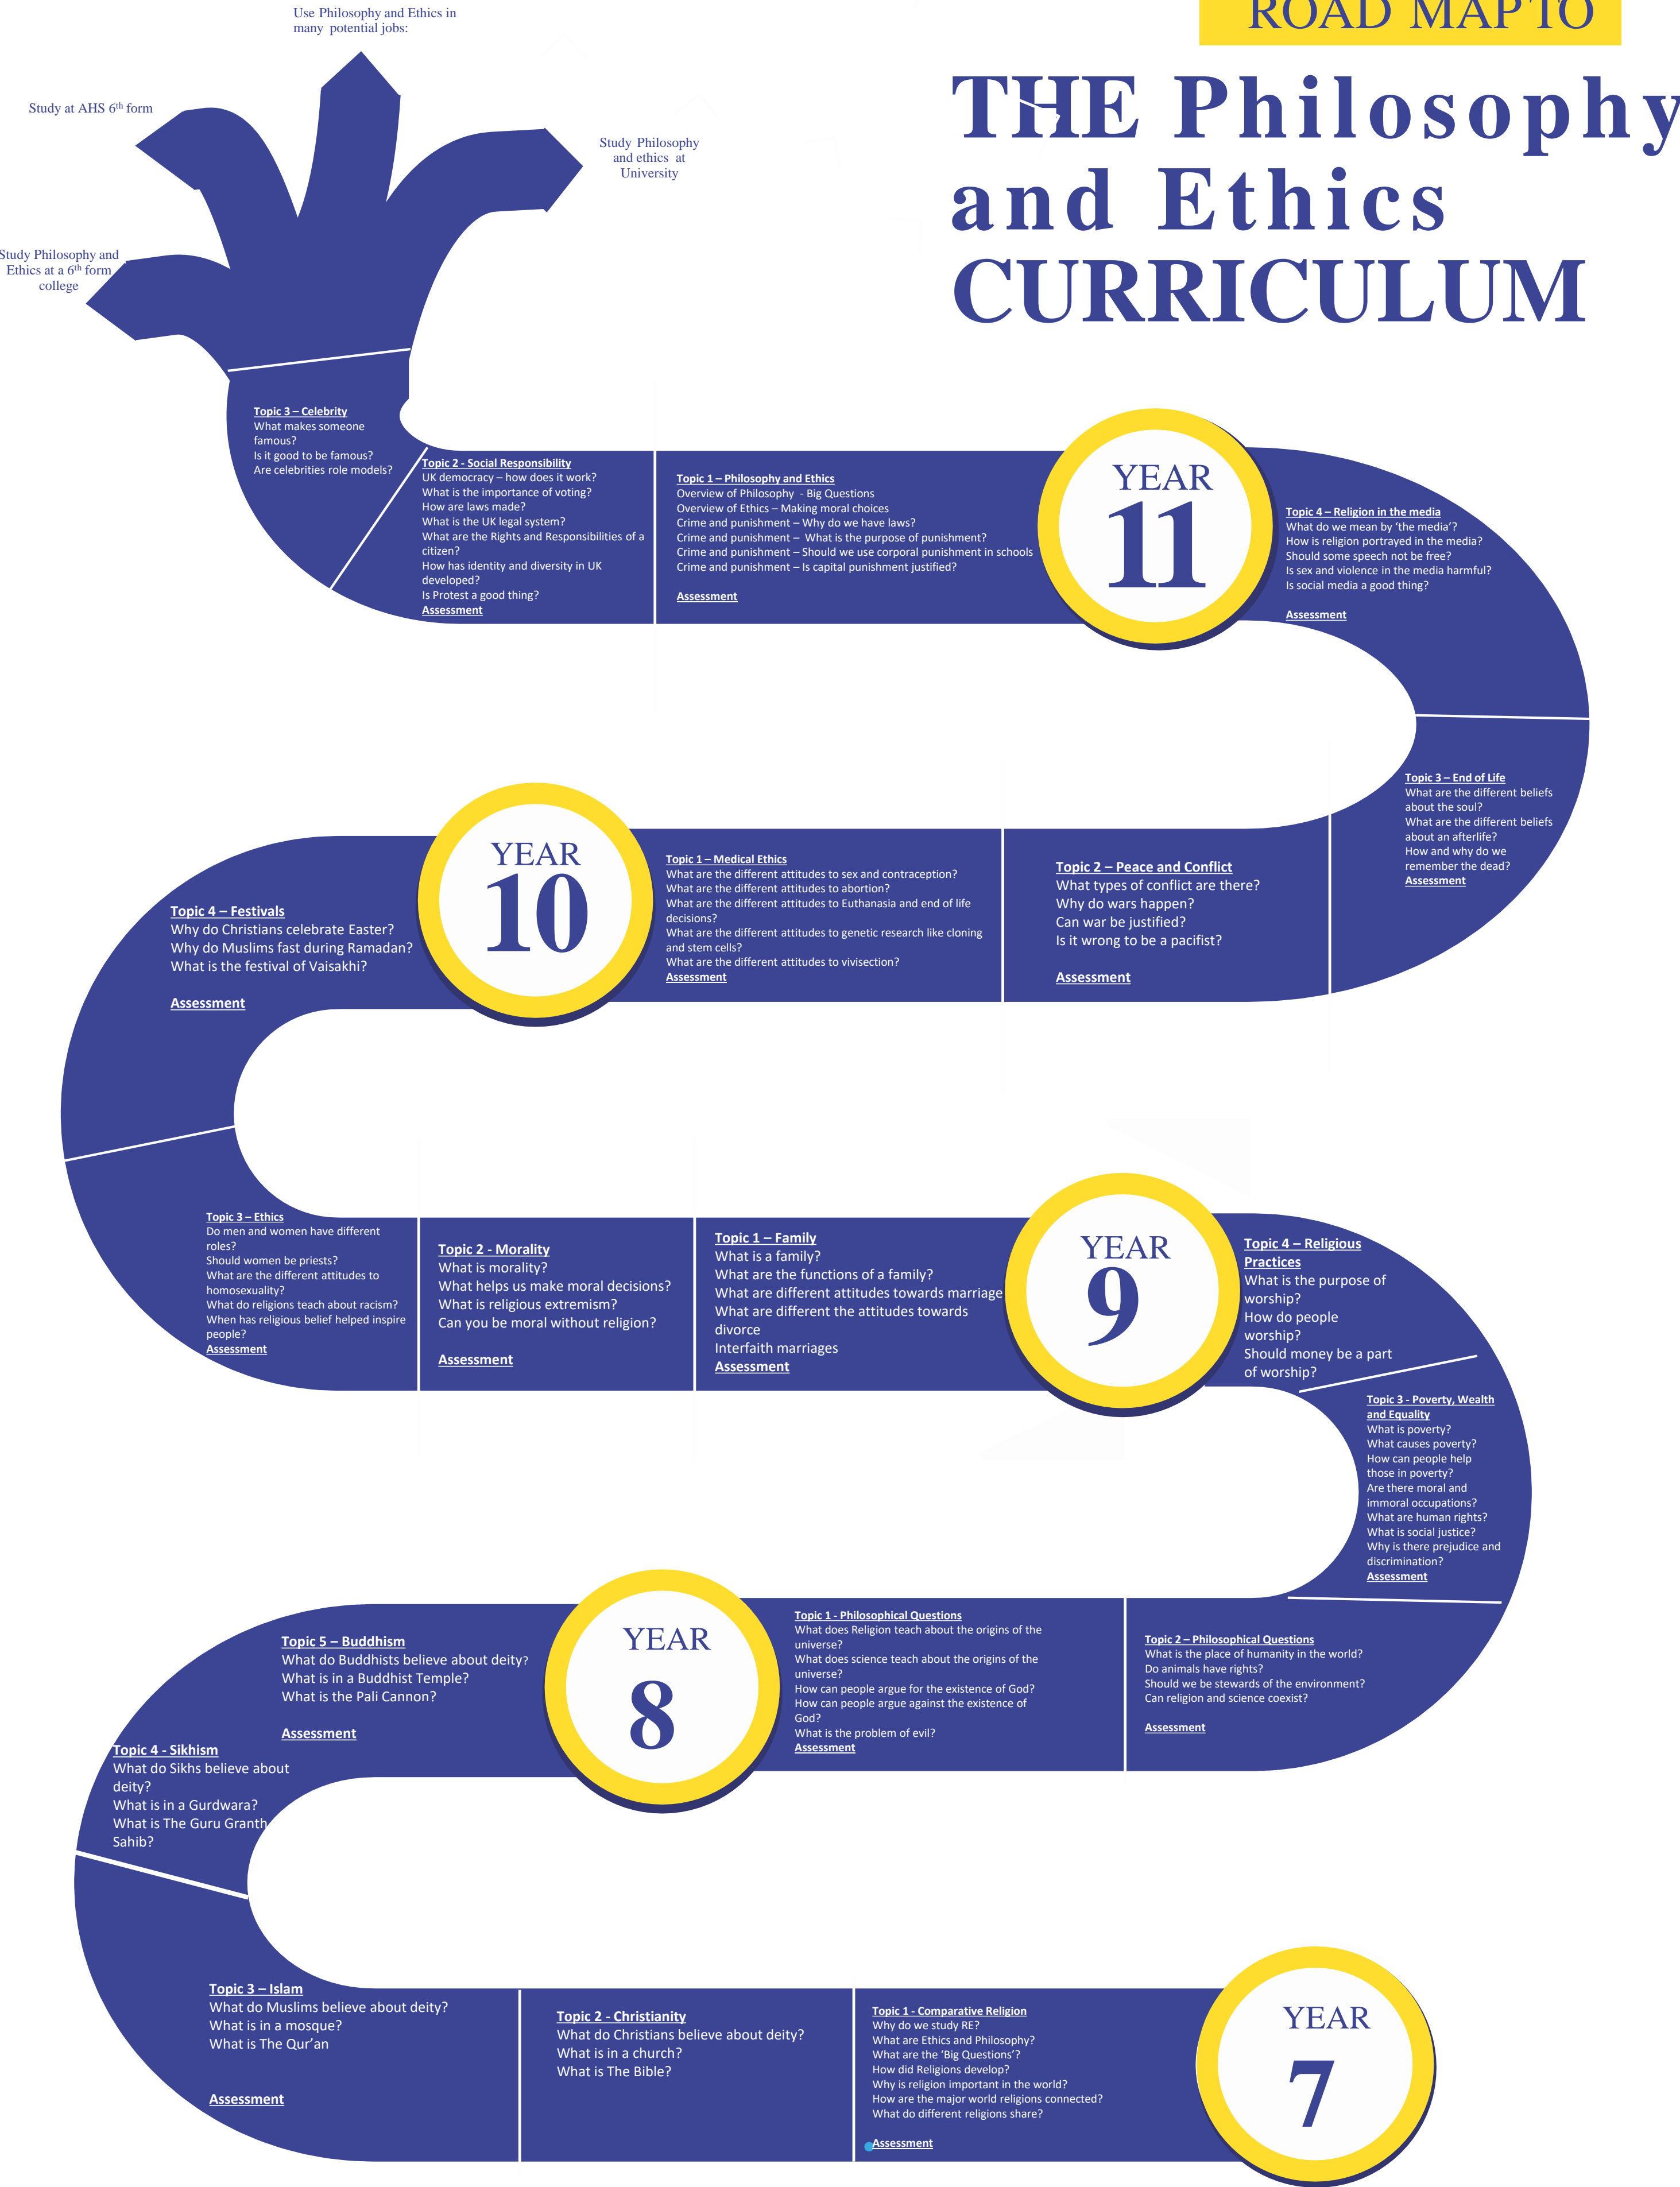 ROAD MAP TO
THE Philosophy
and Ethics
CURRICULUM
Use Philosophy and Ethics in
many potential jobs:
Study at AHS 6th form
Study Philosophy
and ethics at
University
Study Philosophy and
Ethics at a 6th form
college
Topic 3 – Celebrity
What makes someone
famous?
Is it good to be famous?
Are celebrities role models?
Topic 2 - Social Responsibility
UK democracy – how does it work?
What is the importance of voting?
How are laws made?
What is the UK legal system?
What are the Rights and Responsibilities of a
citizen?
How has identity and diversity in UK
developed?
Is Protest a good thing?
Assessment
Topic 1 – Philosophy and Ethics
Overview of Philosophy - Big Questions
Overview of Ethics – Making moral choices
Crime and punishment – Why do we have laws?
Crime and punishment – What is the purpose of punishment?
Crime and punishment – Should we use corporal punishment in schools
Crime and punishment – Is capital punishment justified?
Assessment
YEAR
11
Topic 4 – Religion in the media
What do we mean by ‘the media’?
How is religion portrayed in the media?
Should some speech not be free?
Is sex and violence in the media harmful?
Is social media a good thing?
Assessment
Topic 3 – End of Life
What are the different beliefs
about the soul?
What are the different beliefs
about an afterlife?
How and why do we
remember the dead?
Assessment
Topic 2 – Peace and Conflict
What types of conflict are there?
Why do wars happen?
Can war be justified?
Is it wrong to be a pacifist?
Assessment
Topic 1 – Medical Ethics
What are the different attitudes to sex and contraception?
What are the different attitudes to abortion?
What are the different attitudes to Euthanasia and end of life
decisions?
What are the different attitudes to genetic research like cloning
and stem cells?
What are the different attitudes to vivisection?
Assessment
YEAR
10
Topic 4 – Festivals
Why do Christians celebrate Easter?
Why do Muslims fast during Ramadan?
What is the festival of Vaisakhi?
Assessment
Topic 3 – Ethics
Do men and women have different
roles?
Should women be priests?
What are the different attitudes to
homosexuality?
What do religions teach about racism?
When has religious belief helped inspire
people?
Assessment
Topic 2 - Morality
What is morality?
What helps us make moral decisions?
What is religious extremism?
Can you be moral without religion?
Assessment
Topic 1 – Family
What is a family?
What are the functions of a family?
What are different attitudes towards marriage
What are different the attitudes towards
divorce
Interfaith marriages
Assessment
YEAR
9
Topic 4 – Religious
Practices
What is the purpose of
worship?
How do people
worship?
Should money be a part
of worship?
Topic 3 - Poverty, Wealth
and Equality
What is poverty?
What causes poverty?
How can people help
those in poverty?
Are there moral and
immoral occupations?
What are human rights?
What is social justice?
Why is there prejudice and
discrimination?
Assessment
Topic 2 – Philosophical Questions
What is the place of humanity in the world?
Do animals have rights?
Should we be stewards of the environment?
Can religion and science coexist?
Assessment
Topic 1 - Philosophical Questions
What does Religion teach about the origins of the
universe?
What does science teach about the origins of the
universe?
How can people argue for the existence of God?
How can people argue against the existence of
God?
What is the problem of evil?
Assessment
YEAR
8
Topic 5 – Buddhism
What do Buddhists believe about deity?
What is in a Buddhist Temple?
What is the Pali Cannon?
Assessment
Topic 4 - Sikhism
What do Sikhs believe about
deity?
What is in a Gurdwara?
What is The Guru Granth
Sahib?
Topic 3 – Islam
What do Muslims believe about deity?
What is in a mosque?
What is The Qur’an
Assessment
Topic 2 - Christianity
What do Christians believe about deity?
What is in a church?
What is The Bible?
Topic 1 - Comparative Religion
Why do we study RE?
What are Ethics and Philosophy?
What are the ‘Big Questions’?
How did Religions develop?
Why is religion important in the world?
How are the major world religions connected?
What do different religions share?
Assessment
YEAR
7